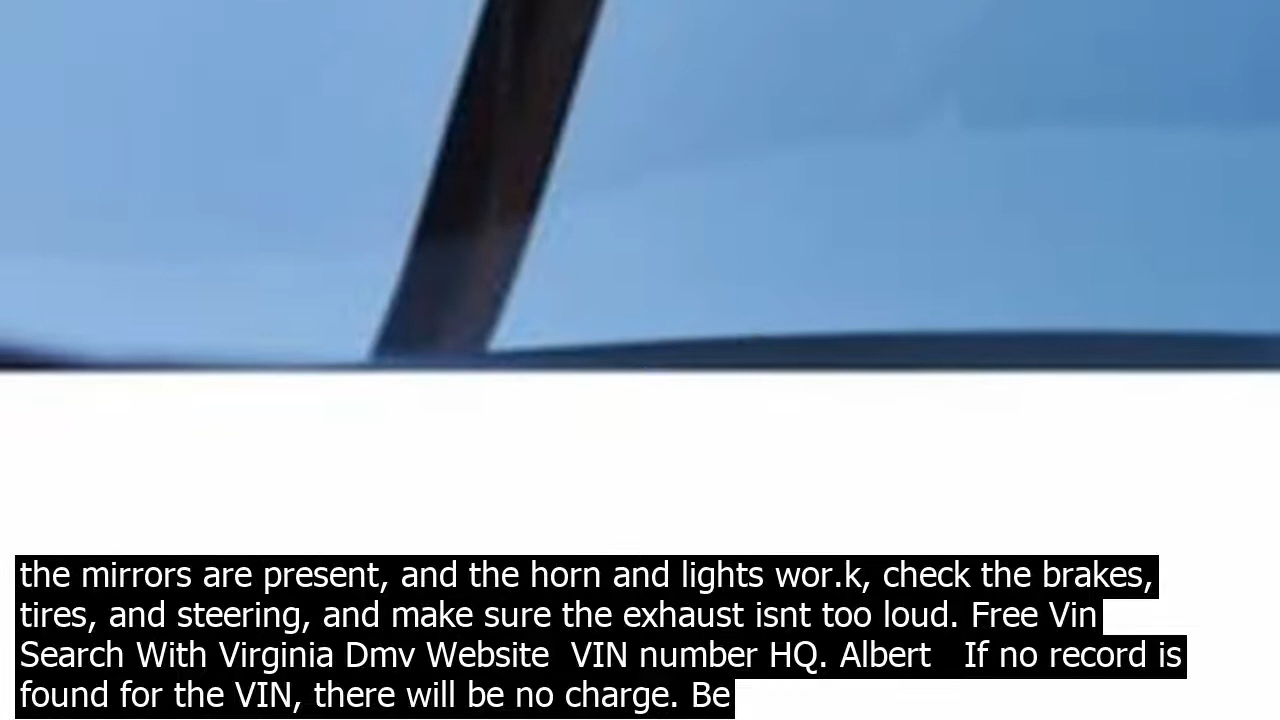 the mirrors are present, and the horn and lights wor.k, check the brakes,
tires, and steering, and make sure the exhaust isnt too loud. Free Vin
Search With Virginia Dmv Website  VIN number HQ. Albert   If no record is
found for the VIN, there will be no charge. Be